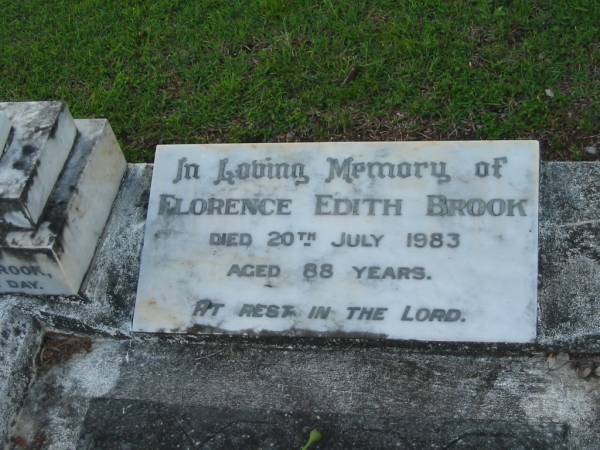 In Loving Memory of
FLORENCE EDITH BROOK
DIED 20TH JULY 1983
AGED 88 YEARS.
AT REST IN THE LORD.
ROOK,
DAY.